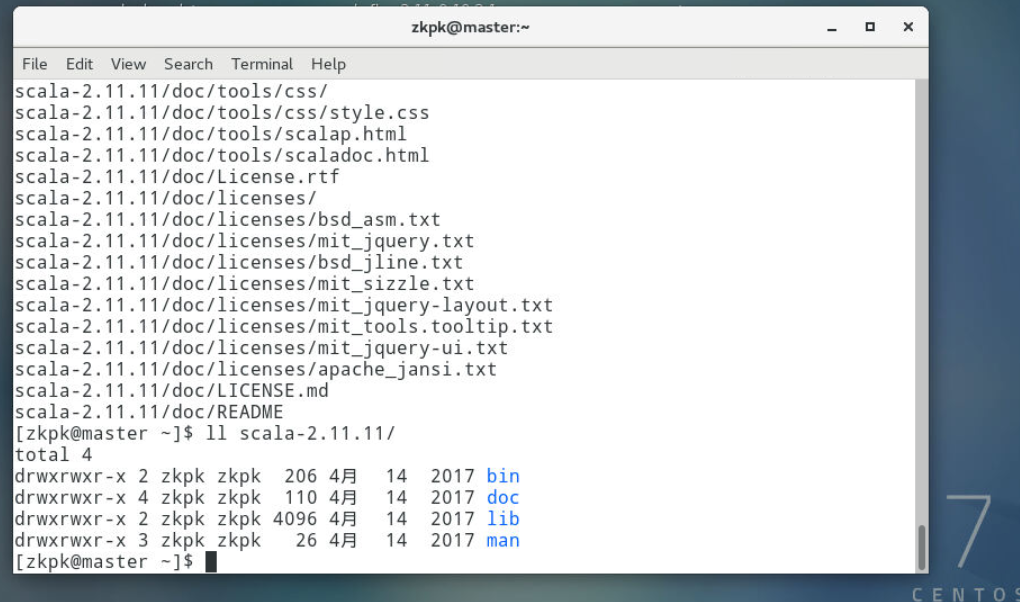 zkpk@master:~
File Edit View Search Terminal Help
scala-2.11.11/doc/tools/css/
scala-2.11.11/doc/tools/css/style.css
scala-2.11.11/doc/tools/scalap.html
scala-2.11.11/doc/tools/scaladoc.html
scala-2.11.11/doc/License.rtf
scala-2.11.11/doc/licenses/
scala-2.11.11/doc/licenses/bsd_asm.txt
scala-2.11.11/doc/licenses/mit_jquery.txt
scala-2.11.11/doc/licenses/bsd_jline.txt
scala-2.11.11/doc/licenses/mit_sizzle.txt
scala-2.11.11/doc/licenses/mit_jquery-layout.txt
scala-2.11.11/doc/licenses/mit_tools.tooltip.txt
scala-2.11.11/doc/licenses/mit_jquery-ui.txt
scala-2.11.11/doc/licenses/apache_jansi.txt
scala-2.11.11/doc/LICENSE.md
scala-2.11.11/doc/README
[zkpk@master ~]$ ll scala-2.11.11/
total 4
drwxrwxr-x 2 zkpk zkpk  206 4月  14  2017 bin
drwxrwxr-x 4 zkpk zkpk  110 4月  14  2017 doc
drwxrwxr-x 2 zkpk zkpk 4096 4月  14  2017 lib
drwxrwxr-x 3 zkpk zkpk   26 4月  14  2017 man
[zkpk@master ~]$
7
CENTOS